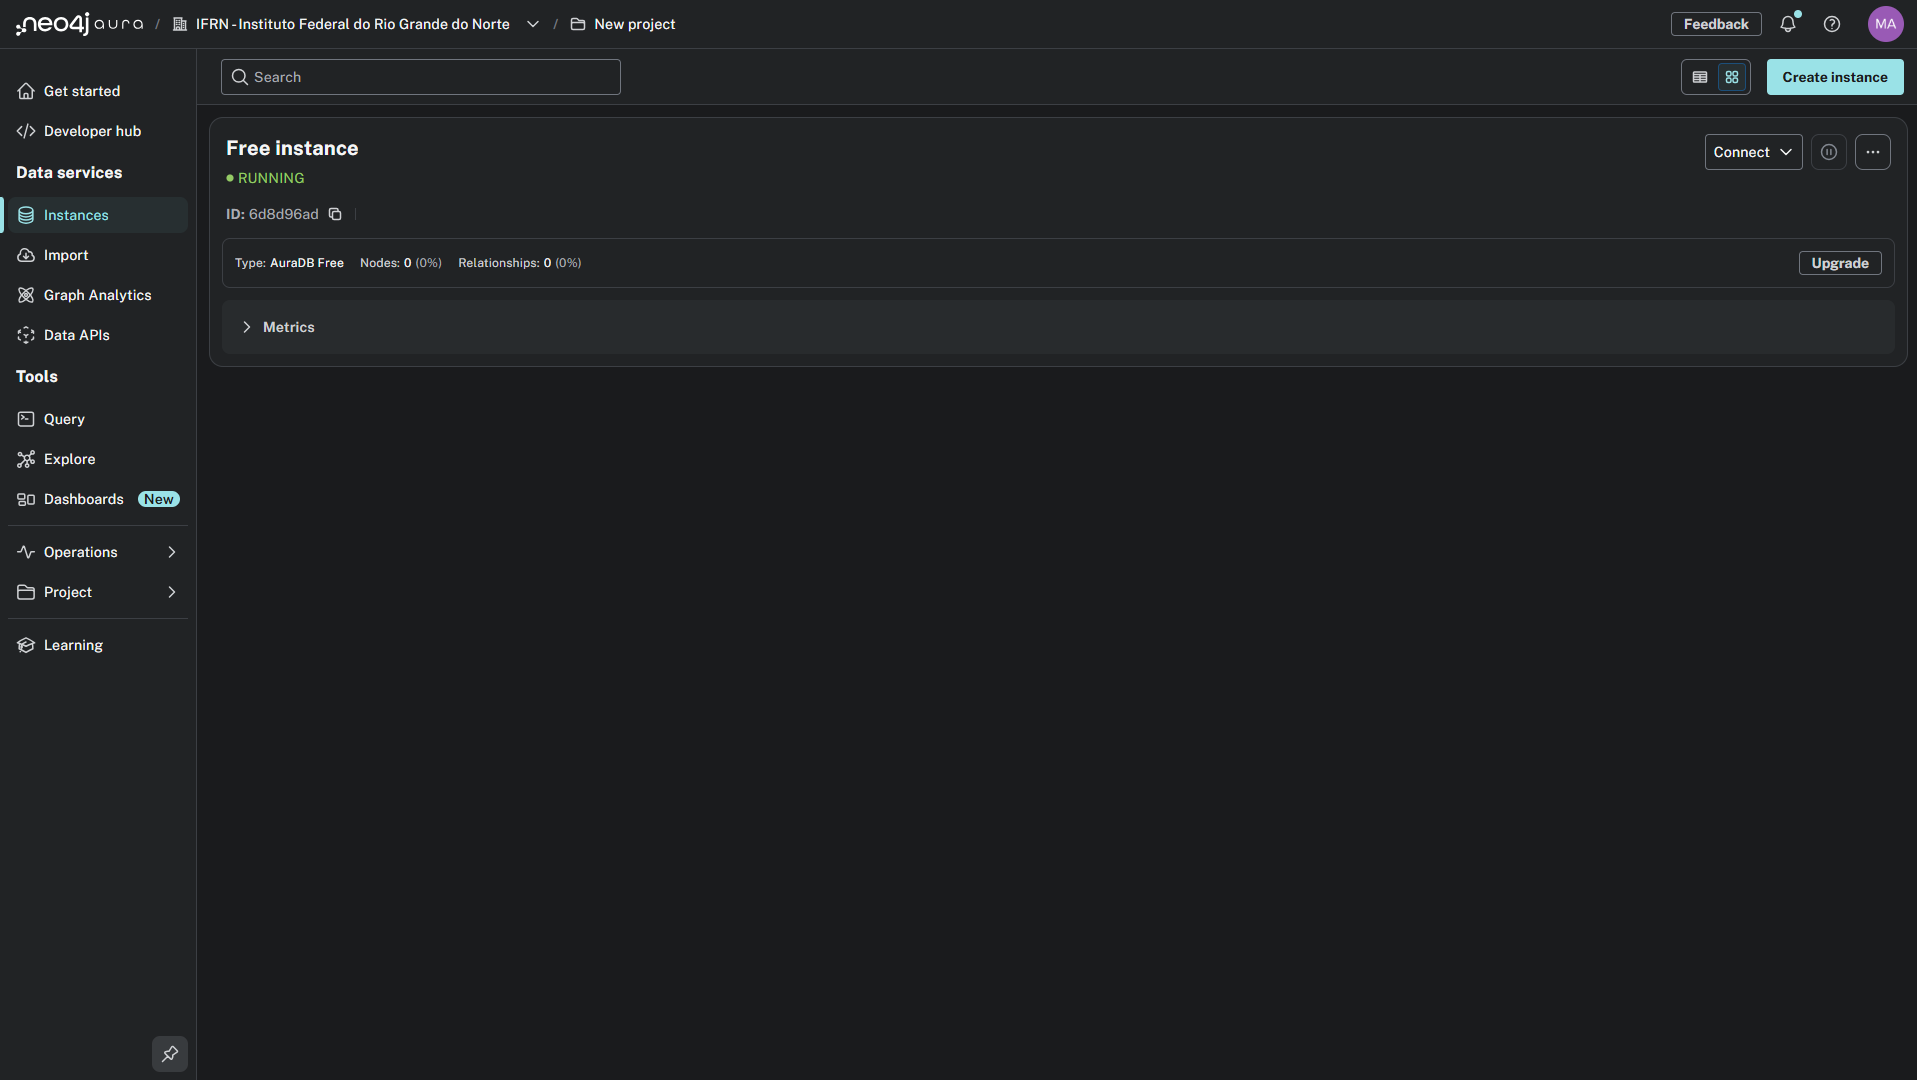 neo4j aura / IFRN - Instituto Federal do Rio Grande do Norte / New project
Feedback
MA
Get started
Developer hub
Data services
Instances
Import
Graph Analytics
Data APIs
Tools
Query
Explore
Dashboards New
Operations
Project
Learning
Search
Create instance
Free instance
Connect
RUNNING
ID: 6d8d96ad
Type: AuraDB Free Nodes: 0 (0%) Relationships: 0 (0%)
Upgrade
Metrics